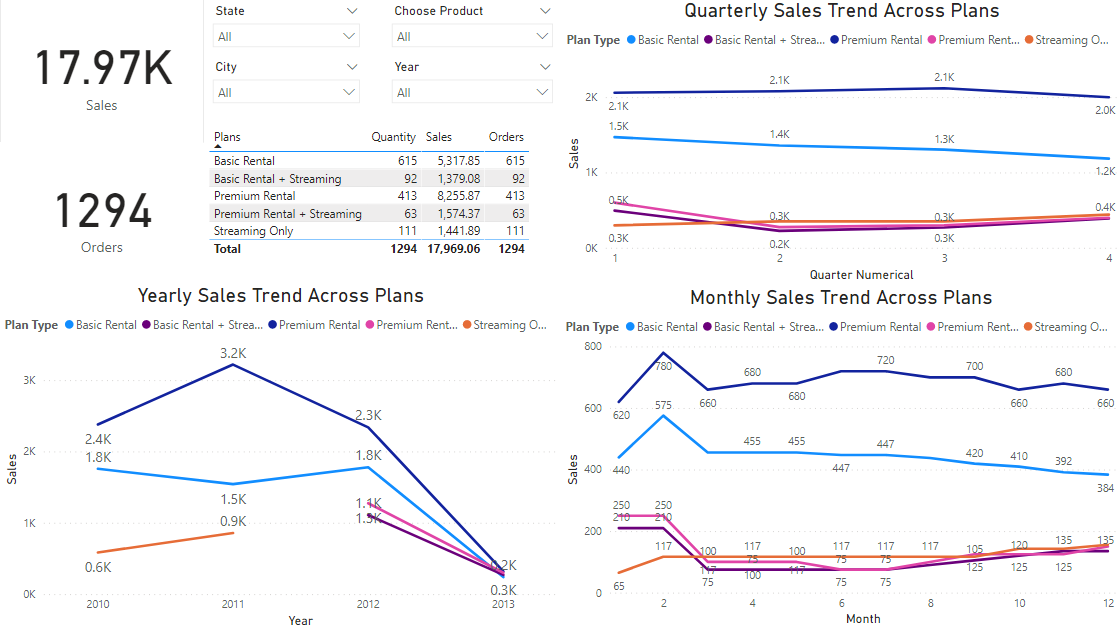 17.97K
Sales
1294
Orders
State
All
City
All
Choose Product
All
Year
All
Plans Quantity Sales Orders
Basic Rental 615 5,317.85 615
Basic Rental + Streaming 92 1,379.08 92
Premium Rental 413 8,255.87 413
Premium Rental + Streaming 63 1,574.37 63
Streaming Only 111 1,441.89 111
Total 1294 17,969.06 1294
Quarterly Sales Trend Across Plans
Plan Type Basic Rental Basic Rental + Strea... Premium Rental Premium Rent... Streaming O...
Sales
2K
1K
0K
2.1K 2.1K 2.1K 2.0K
1.5K 1.4K 1.3K 1.2K
0.5K 0.3K 0.3K 0.4K
0.3K 0.2K 0.3K
1 2 3 4
Quarter Numerical
Yearly Sales Trend Across Plans
Plan Type Basic Rental Basic Rental + Strea... Premium Rental Premium Rent... Streaming O...
Sales
3K
2K
1K
0K
3.2K
2.4K 2.3K
1.8K 1.5K 1.8K
0.9K 1.1K
0.6K 0.2K
0.3K
2010 2011 2012 2013
Year
Monthly Sales Trend Across Plans
Plan Type Basic Rental Basic Rental + Strea... Premium Rental Premium Rent... Streaming O...
Sales
800
600
400
200
0
620 780 660 680 680 720 700 660 680 660
440 575 455 455 447 447 420 410 392 384
250 250 100 75 100 117 117 117 105 120 135 135
210 210 117 100 117 75 75 125 125 125
65 117 75
2 4 6 8 10 12
Month